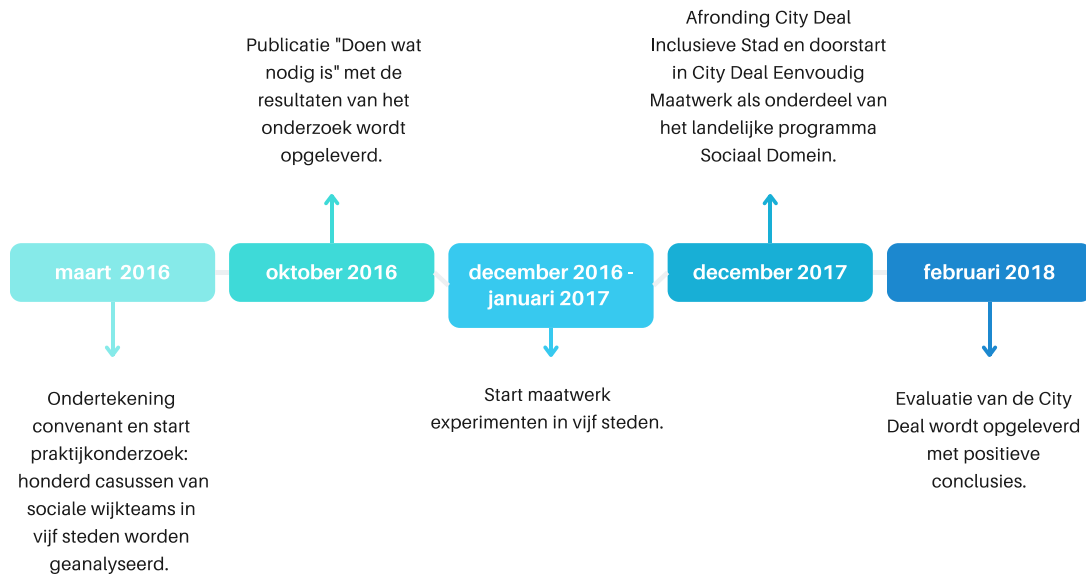 maart 2016
Ondertekening
convenant en start
praktijkonderzoek:
honderd casussen van
sociale wijkteams in
vijf steden worden
geanalyseerd.
Publicatie "Doen wat
nodig is" met de
resultaten van het
onderzoek wordt
opgeleverd.
oktober 2016
december 2016 -
januari 2017
Start maatwerk
experimenten in vijf steden.
Afronding City Deal
Inclusieve Stad en doorstart
in City Deal Eenvoudig
Maatwerk als onderdeel van
het landelijke programma
Sociaal Domein.
december 2017
februari 2018
Evaluatie van de City
Deal wordt opgeleverd
met positieve
conclusies.